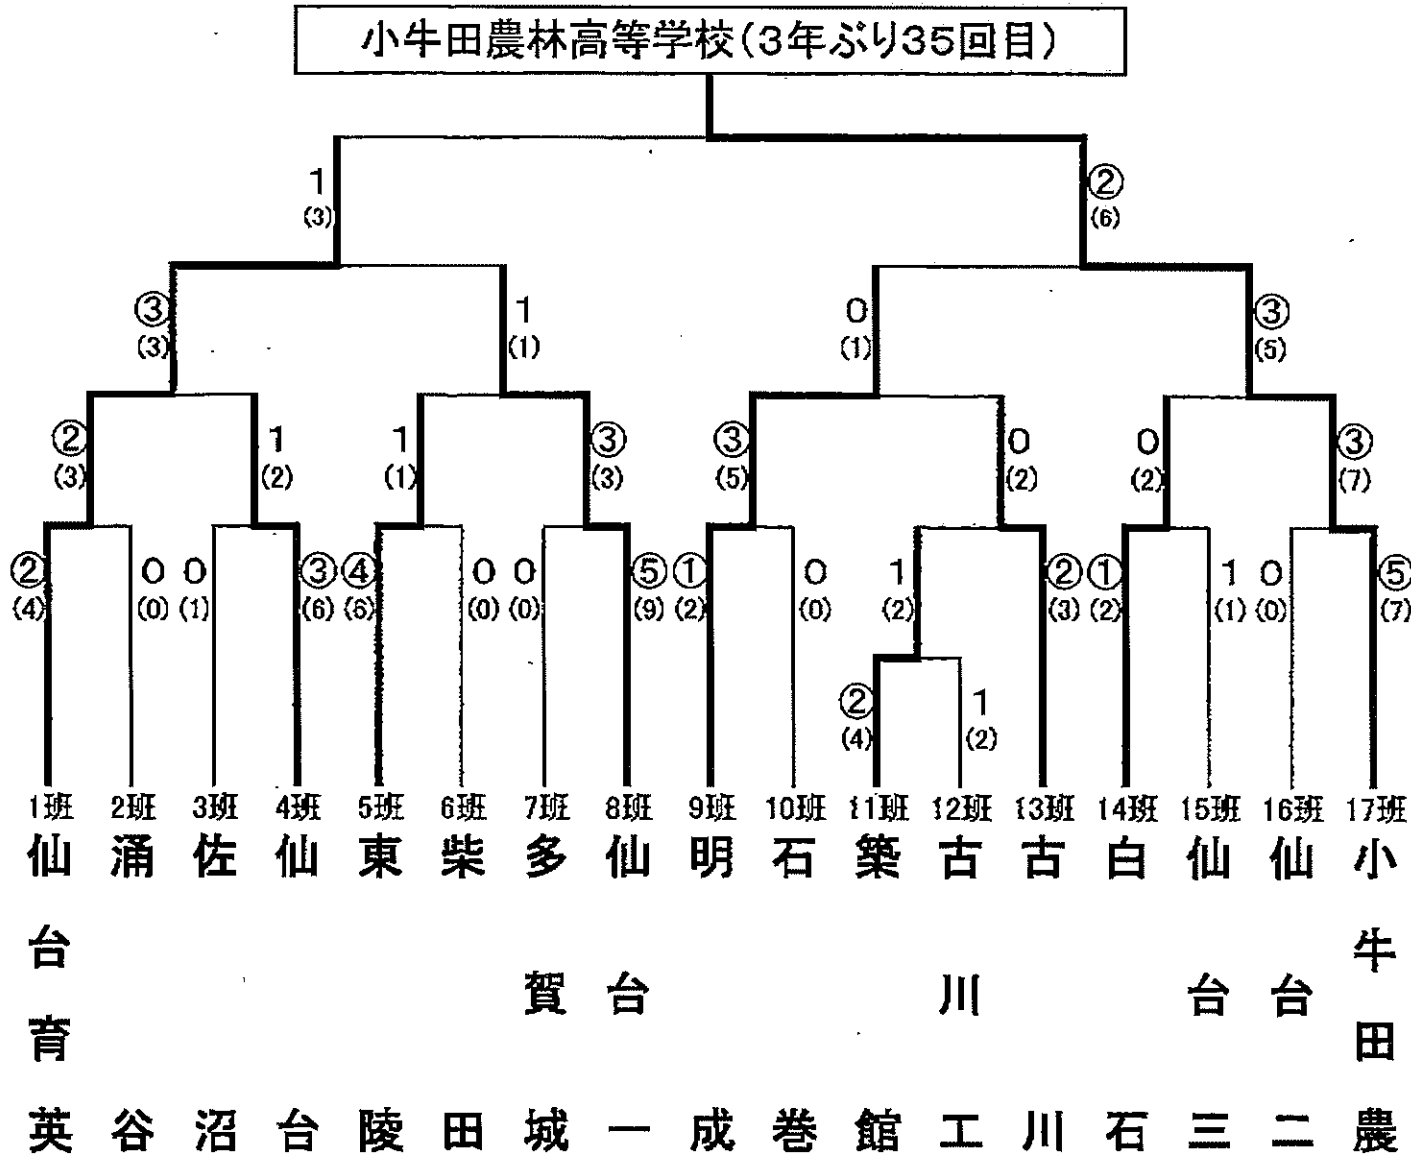 小牛田農林高等学校(3年ぶり35回目)
1 ②
(3) (6)
③ 1 0 ③
(3) (1) (1) (5)
② 1 1 ③ ③ 0 0 ③
(3) (2) (1) (3) (5) (2) (2) (7)
② 0 0 ③ ④ 0 0 ⑤ ① 0 1 ② ① 1 0 ⑤
(4) (0) (1) (6) (6) (0) (0) (9) (2) (0) (2) (3) (2) (1) (0) (7)
② 1
(4) (2)
1班 2班 3班 4班 5班 6班 7班 8班 9班 10班 11班 12班 13班 14班 15班 16班 17班
仙台育英
涌谷
佐沼
仙台
東陵
柴田
多賀城
仙台一
明成
石巻
築館
古川工
古川
白石
仙台三
仙台二
小牛田農